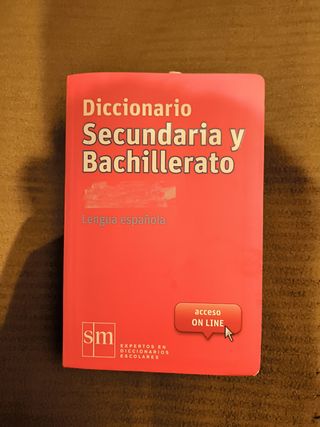 Diccionario
Secundaria y
Bachillerato
Lengua española
acceso
ON LINE
sm
EXPERTOS EN
DICCIONARIOS
ESCOLARES